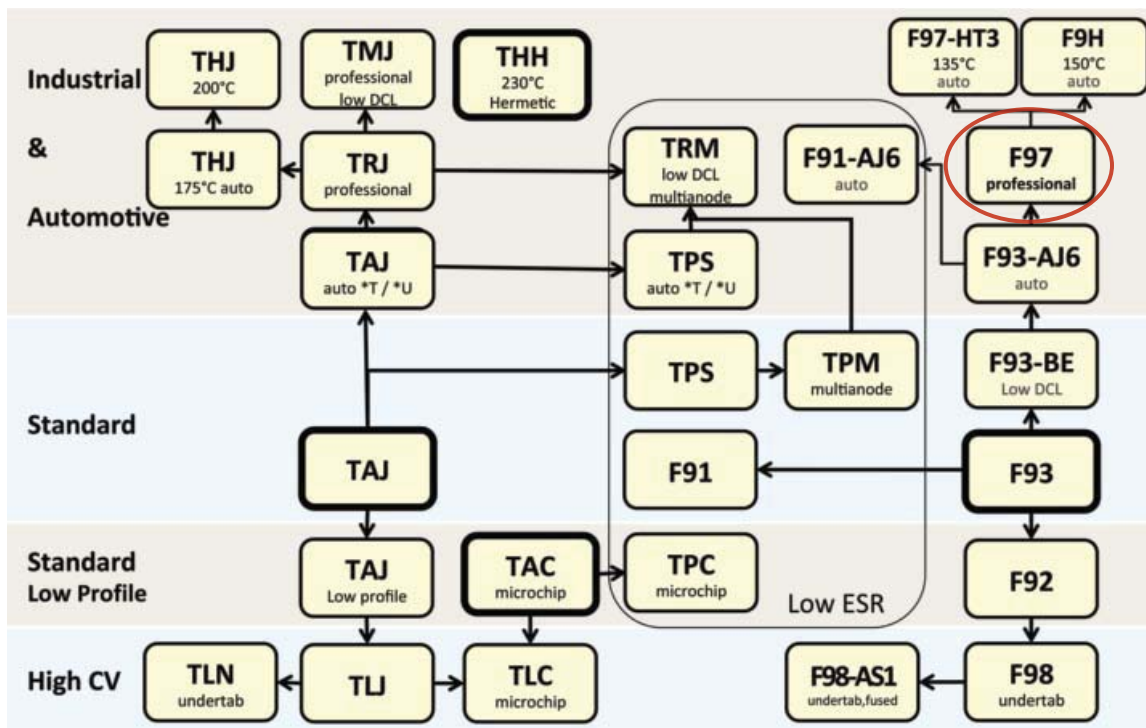 Industrial
&
Automotive
THJ
200°C
TMJ
professional
low DCL
THH
230°C
Hermetic
F97-HT3
135°C
auto
F9H
150°C
auto
THJ
175°C auto
TRJ
professional
TRM
low DCL
multianode
F91-AJ6
auto
F97
professional
TAJ
auto *T / *U
TPS
auto *T / *U
F93-AJ6
auto
Standard
TPS
TPM
multianode
F93-BE
Low DCL
TAJ
F91
F93
Standard
Low Profile
TAJ
Low profile
TAC
microchip
TPC
microchip
Low ESR
F92
High CV
TLN
undertab
TLJ
TLC
microchip
F98-AS1
undertab,fused
F98
undertab